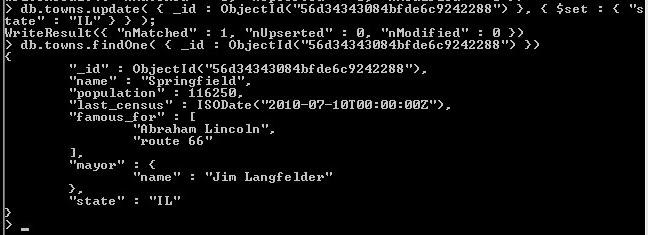 > db.towns.update( { _id : ObjectId("56d34343084bfde6c9242288") }, { $set : { "s
tate" : "IL" } } );
WriteResult({ "nMatched" : 1, "nUpserted" : 0, "nModified" : 0 })
> db.towns.findOne( { _id : ObjectId("56d34343084bfde6c9242288") })
{
"_id" : ObjectId("56d34343084bfde6c9242288"),
"name" : "Springfield",
"population" : 116250,
"last_census" : ISODate("2010-07-10T00:00:00Z"),
"famous_for" : [
"Abraham Lincoln",
"route 66"
],
"mayor" : {
"name" : "Jim Langfelder"
},
"state" : "IL"
}
> _